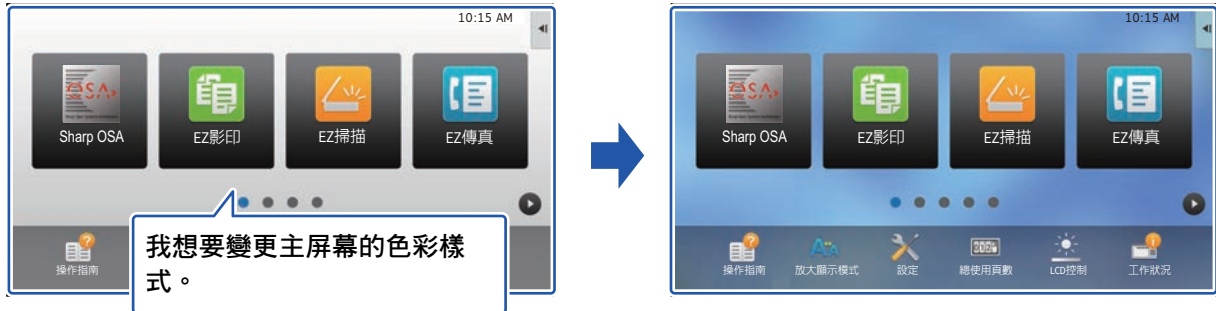 10:15 AM
Sharp OSA
EZ影印
EZ掃描
EZ傳真
操作指南
我想要變更主屏幕的色彩樣
式。
10:15 AM
Sharp OSA
EZ影印
EZ掃描
EZ傳真
操作指南
放大顯示模式
設定
總使用頁數
LCD控制
工作狀況